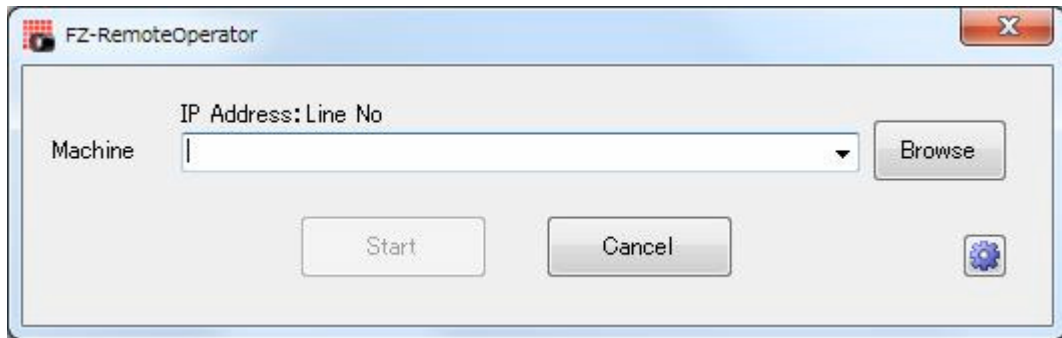 FZ-RemoteOperator
IP Address:Line No
Machine
Browse
Start
Cancel